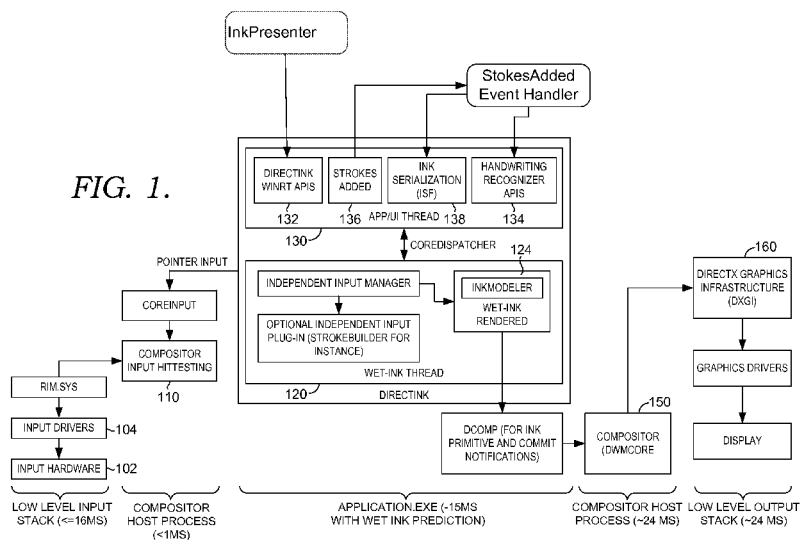 InkPresenter
StokesAdded
Event Handler
FIG. 1.
DIRECTINK
WINRT APIS
132
STROKES
ADDED
136
INK
SERIALIZATION
(ISF)
138
HANDWRITING
RECOGNIZER
APIS
134
APP/UI THREAD
130
COREDISPATCHER
POINTER INPUT
COREINPUT
COMPOSITOR
INPUT HITTESTING
110
RIM.SYS
INPUT DRIVERS
104
INPUT HARDWARE
102
INDEPENDENT INPUT MANAGER
OPTIONAL INDEPENDENT INPUT
PLUG-IN (STROKEBUILDER FOR
INSTANCE)
124
INKMODELER
WET-INK
RENDERED
WET-INK THREAD
120
DIRECTINK
DCOMP (FOR INK
PRIMITIVE AND COMMIT
NOTIFICATIONS)
150
COMPOSITOR
(DWMCORE
160
DIRECTX GRAPHICS
INFRASTRUCTURE
(DXGI)
GRAPHICS DRIVERS
DISPLAY
LOW LEVEL INPUT
STACK (<=16MS)
COMPOSITOR
HOST PROCESS
(<1MS)
APPLICATION.EXE (-15MS
WITH WET INK PREDICTION)
COMPOSITOR HOST
PROCESS (~24 MS)
LOW LEVEL OUTPUT
STACK (~24 MS)